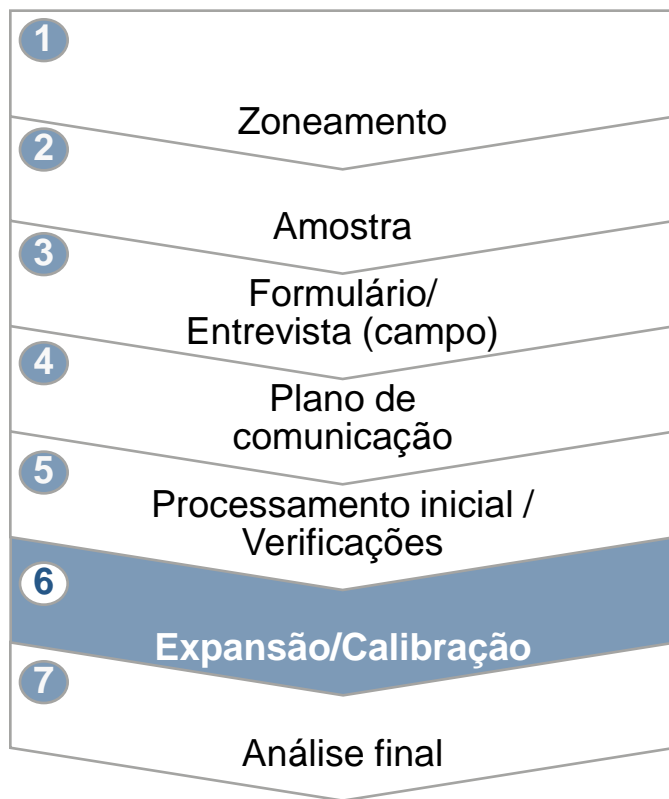 1
Zoneamento
2
Amostra
3
Formulário/
Entrevista (campo)
4
Plano de
comunicação
5
Processamento inicial /
Verificações
6
Expansão/Calibração
7
Análise final